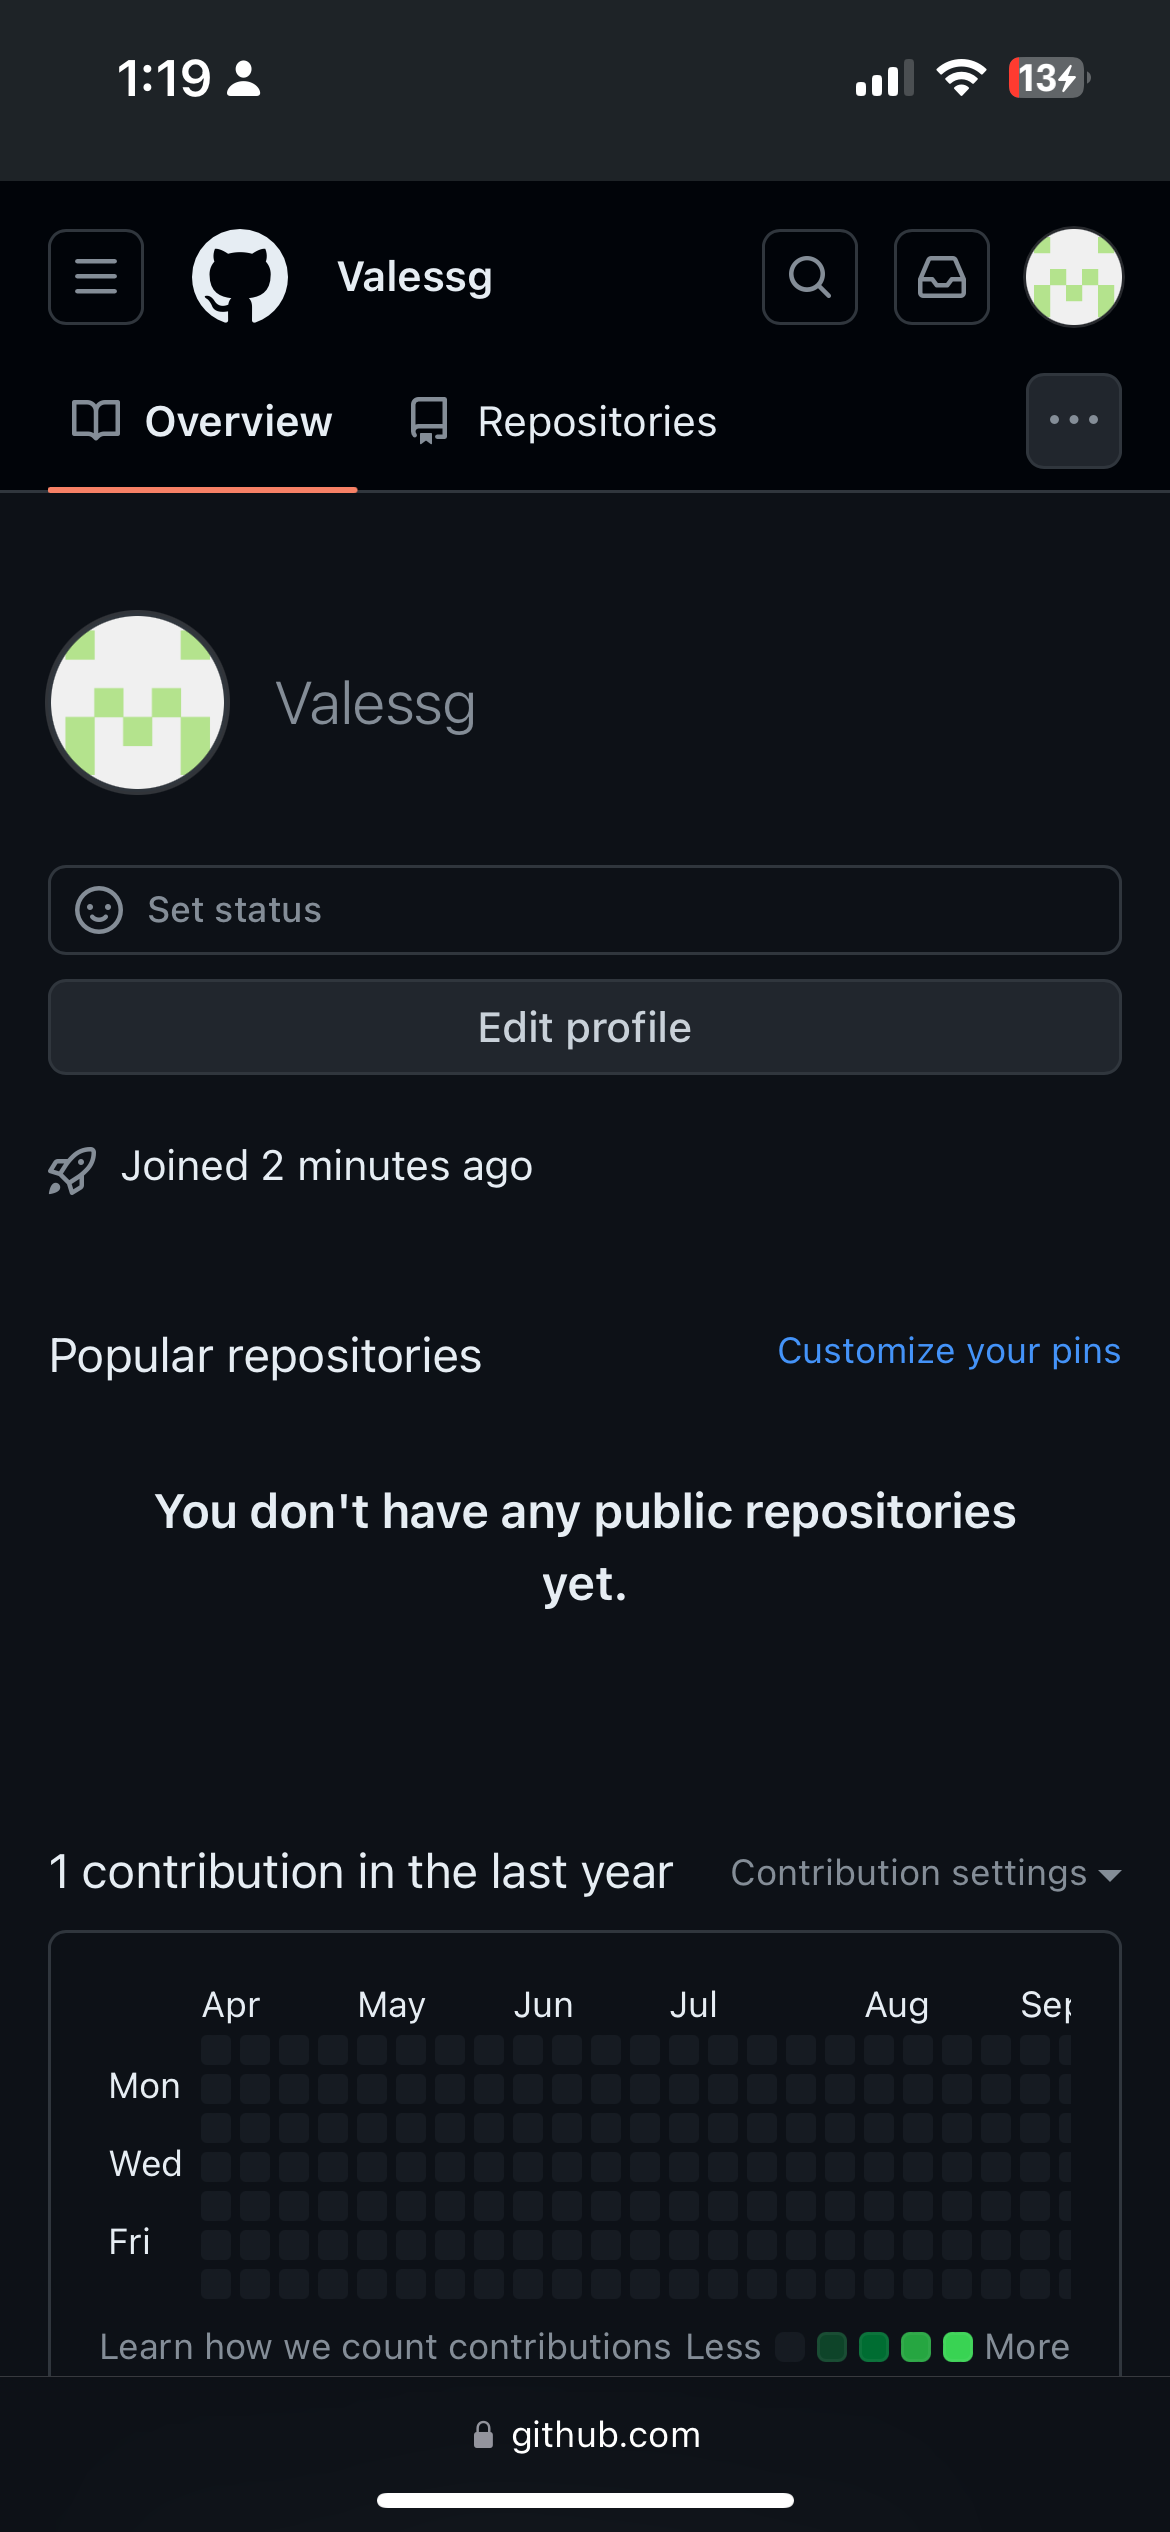 1:19
13
Valessg
Overview
Repositories
Valessg
Set status
Edit profile
Joined 2 minutes ago
Popular repositories
Customize your pins
You don't have any public repositories
yet.
1 contribution in the last year
Contribution settings
Apr May Jun Jul Aug Sep
Mon
Wed
Fri
Learn how we count contributions Less More
github.com